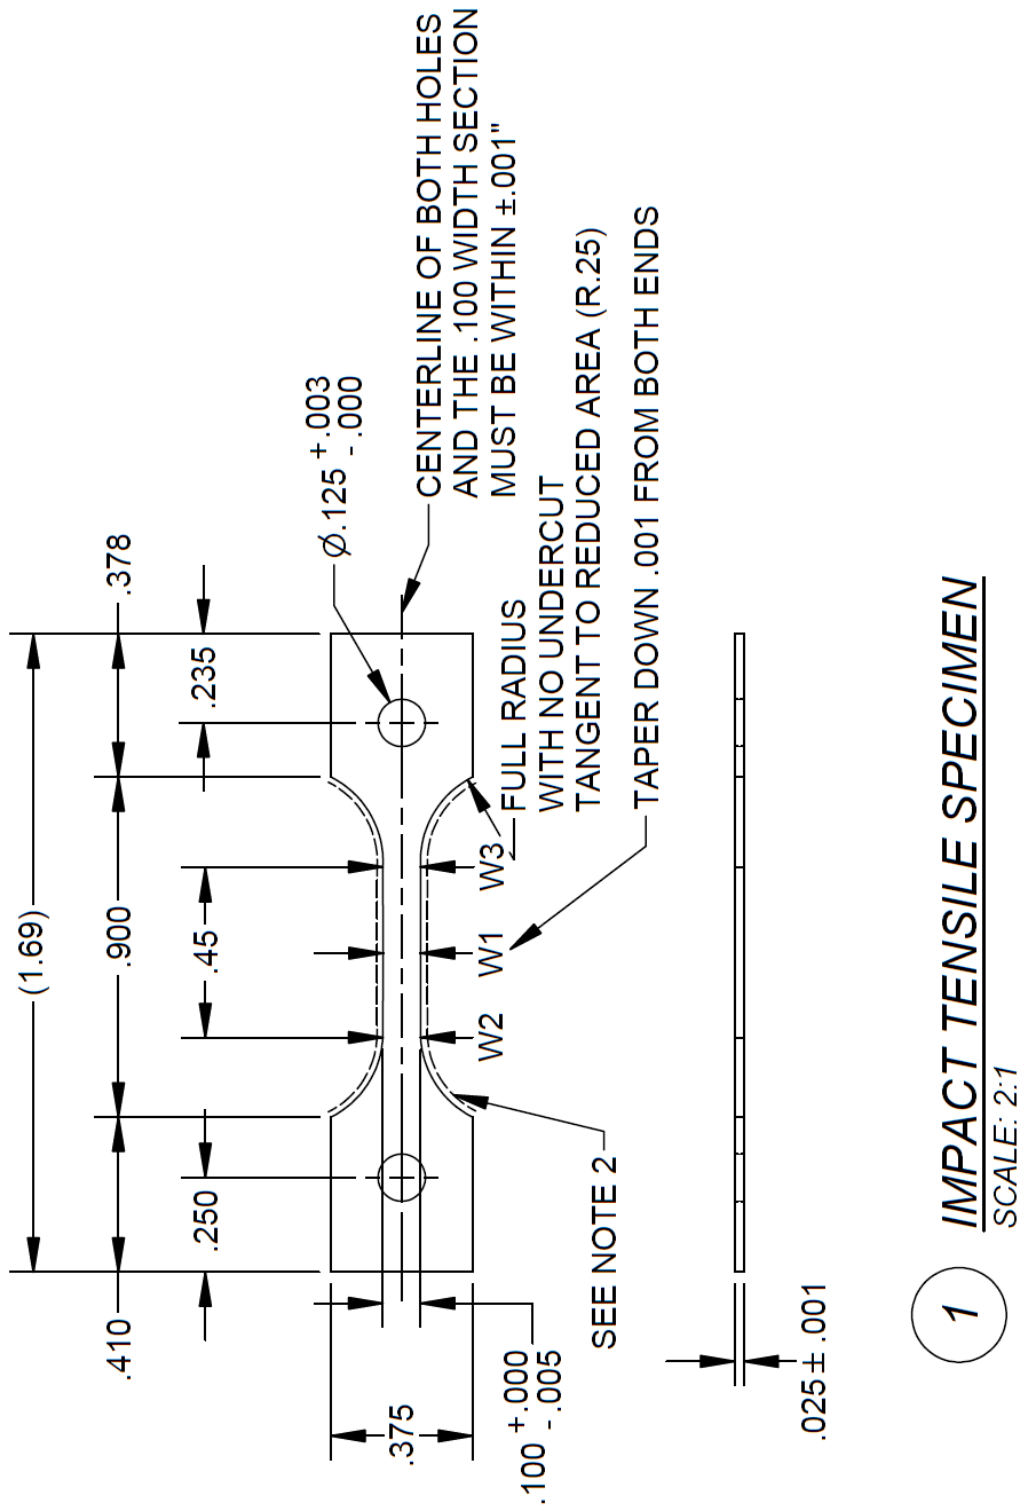 (1.69)
.410
.900
.378
.250
.45
.235
.375
.100 +.000
-.005
Ø.125 +.003
-.000
CENTERLINE OF BOTH HOLES
AND THE .100 WIDTH SECTION
MUST BE WITHIN ±.001"
W2
W1
W3
FULL RADIUS
WITH NO UNDERCUT
TANGENT TO REDUCED AREA (R.25)
SEE NOTE 2
TAPER DOWN .001 FROM BOTH ENDS
.025± .001
1
IMPACT TENSILE SPECIMEN
SCALE: 2:1